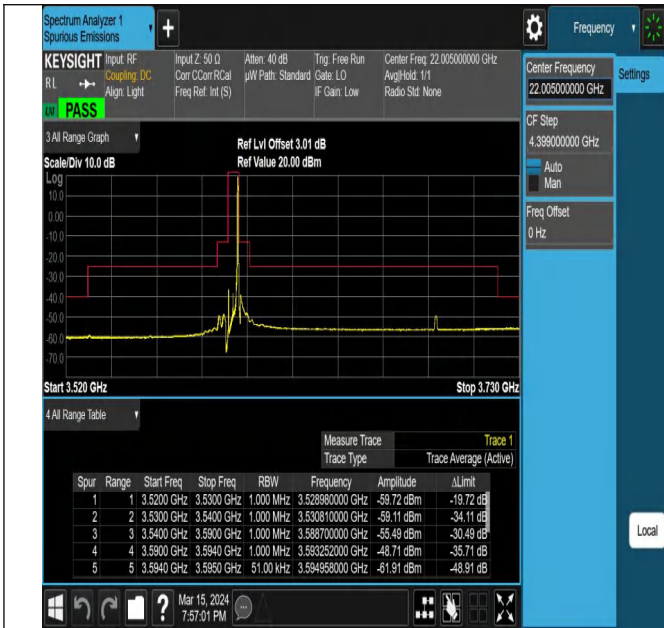 Spectrum Analyzer 1
Spurious Emissions
Frequency
KEYSIGHT
RL
PASS
Input: RF
Coupling: DC
Align: Light
Input Z: 50 Ω
Corr CCorr RCal
Freq Ref: Int (S)
Atten: 40 dB
µW Path: Standard
Trig: Free Run
Gate: LO
IF Gain: Low
Center Freq: 22.005000000 GHz
Avg|Hold: 1/1
Radio Std: None
Center Frequency
22.005000000 GHz
Settings
CF Step
4.399000000 GHz
Auto
Man
Freq Offset
0 Hz
3 All Range Graph
Scale/Div 10.0 dB
Ref Lvl Offset 3.01 dB
Ref Value 20.00 dBm
Log
10.0
0.00
-10.0
-20.0
-30.0
-40.0
-50.0
-60.0
-70.0
Start 3.520 GHz Stop 3.730 GHz
4 All Range Table
Measure Trace Trace 1
Trace Type Trace Average (Active)
Spur Range Start Freq Stop Freq RBW Frequency Amplitude ΔLimit
1 1 3.5200 GHz 3.5300 GHz 1.000 MHz 3.528980000 GHz -59.72 dBm -19.72 dB
2 2 3.5300 GHz 3.5400 GHz 1.000 MHz 3.530810000 GHz -59.11 dBm -34.11 dB
3 3 3.5400 GHz 3.5900 GHz 1.000 MHz 3.588700000 GHz -55.49 dBm -30.49 dB
4 4 3.5900 GHz 3.5940 GHz 1.000 MHz 3.593252000 GHz -48.71 dBm -35.71 dB
5 5 3.5940 GHz 3.5950 GHz 51.00 kHz 3.594958000 GHz -61.91 dBm -48.91 dB
Local
Mar 15, 2024
7:57:01 PM